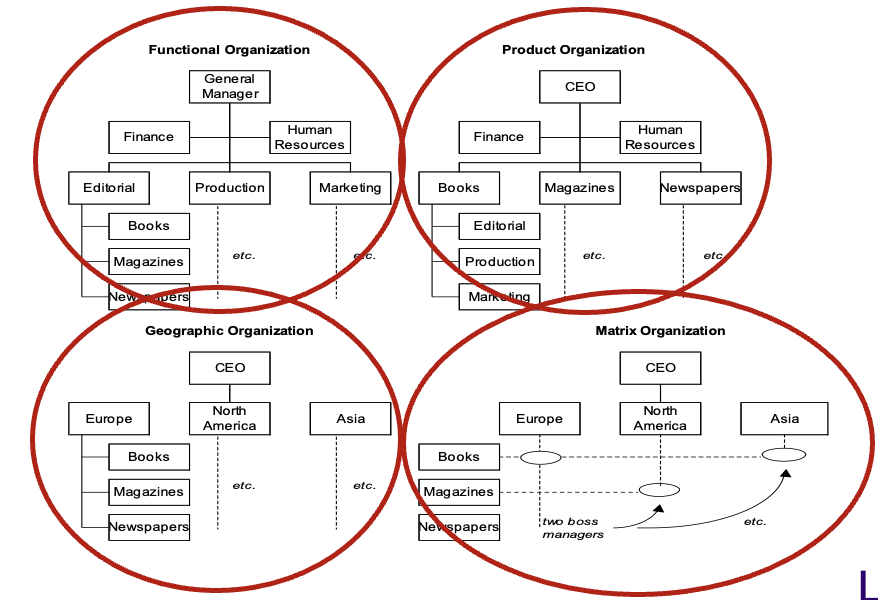 Functional Organization
General
Manager
Finance
Human
Resources
Editorial
Production
Marketing
Books
Magazines
etc.
etc.
Newspapers
Product Organization
CEO
Finance
Human
Resources
Books
Magazines
Newspapers
Editorial
Production
etc.
etc.
Marketing
Geographic Organization
CEO
Europe
North
America
Asia
Books
Magazines
etc.
etc.
Newspapers
Matrix Organization
CEO
Europe
North
America
Asia
Books
Magazines
Newspapers
two boss
managers
etc.
L